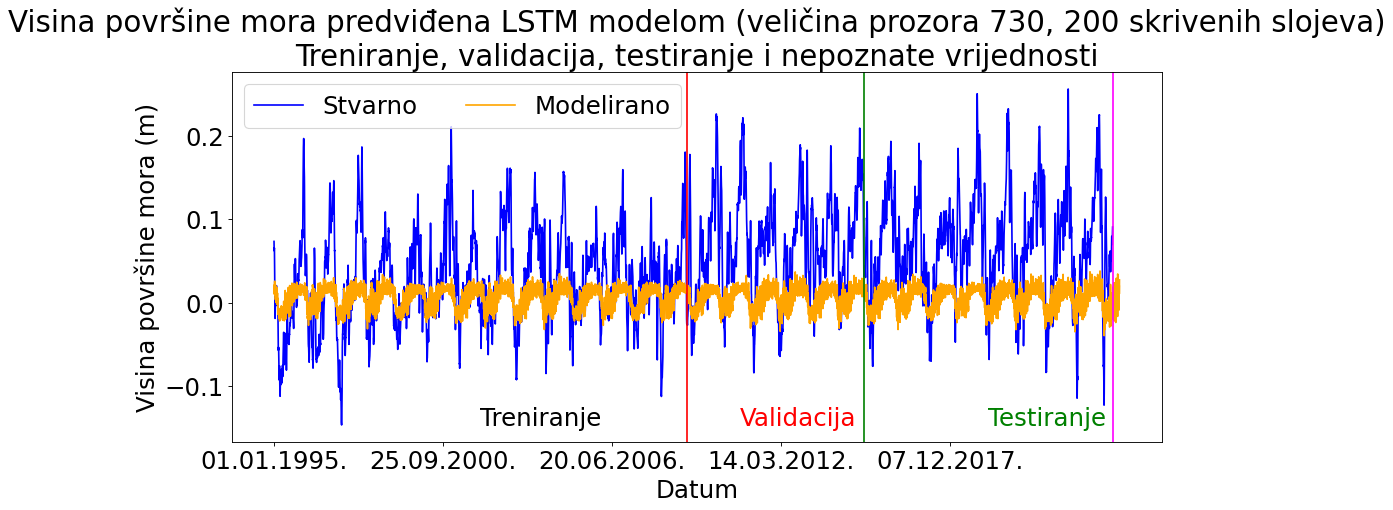 Visina površine mora predviđena LSTM modelom (veličina prozora 730, 200 skrivenih slojeva)
Treniranje, validacija, testiranje i nepoznate vrijednosti
Stvarno
Modelirano
Visina površine mora (m)
0.2
0.1
0.0
−0.1
Treniranje
Validacija
Testiranje
01.01.1995.
25.09.2000.
20.06.2006.
14.03.2012.
07.12.2017.
Datum